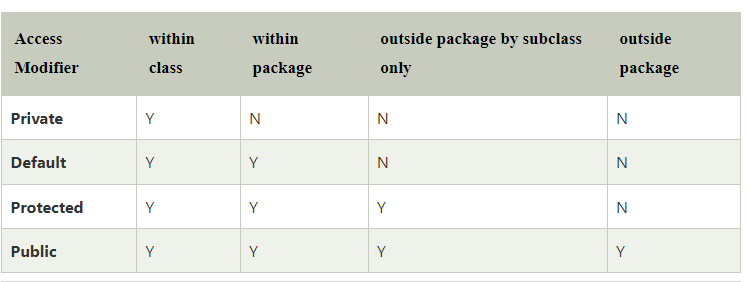 Access Modifier within class within package outside package by subclass only outside package
Private Y N N N
Default Y Y N N
Protected Y Y Y N
Public Y Y Y Y